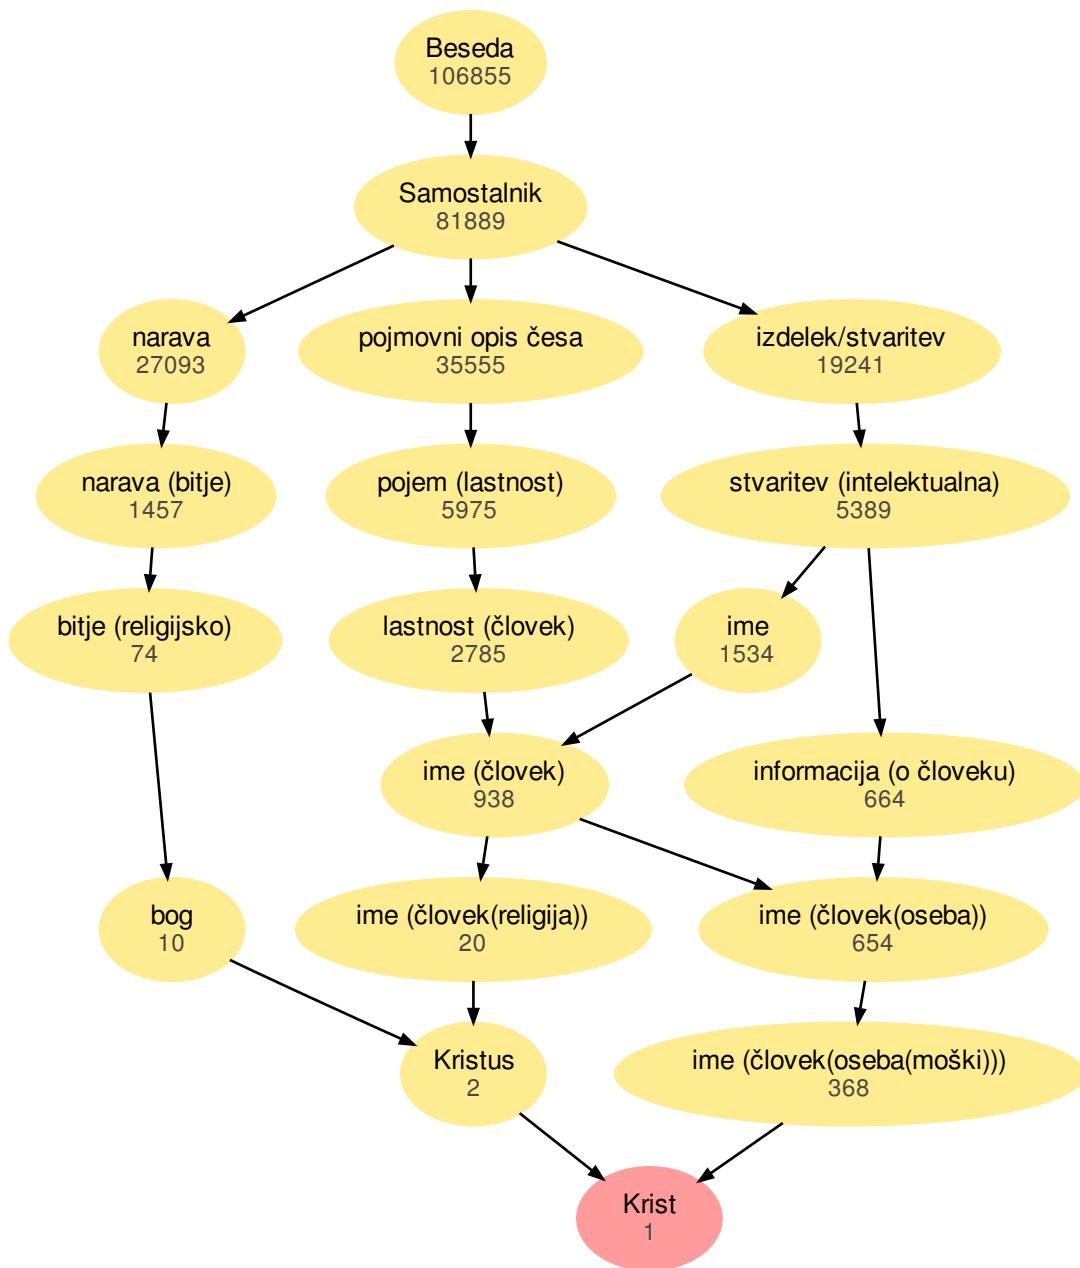 Beseda
106855
Samostalnik
81889
narava
27093
pojmovni opis česa
35555
izdelek/stvaritev
19241
narava (bitje)
1457
pojem (lastnost)
5975
stvaritev (intelektualna)
5389
bitje (religijsko)
74
lastnost (človek)
2785
ime
1534
ime (človek)
938
informacija (o človeku)
664
bog
10
ime (človek(religija))
20
ime (človek(oseba))
654
Kristus
2
ime (človek(oseba(moški)))
368
Krist
1